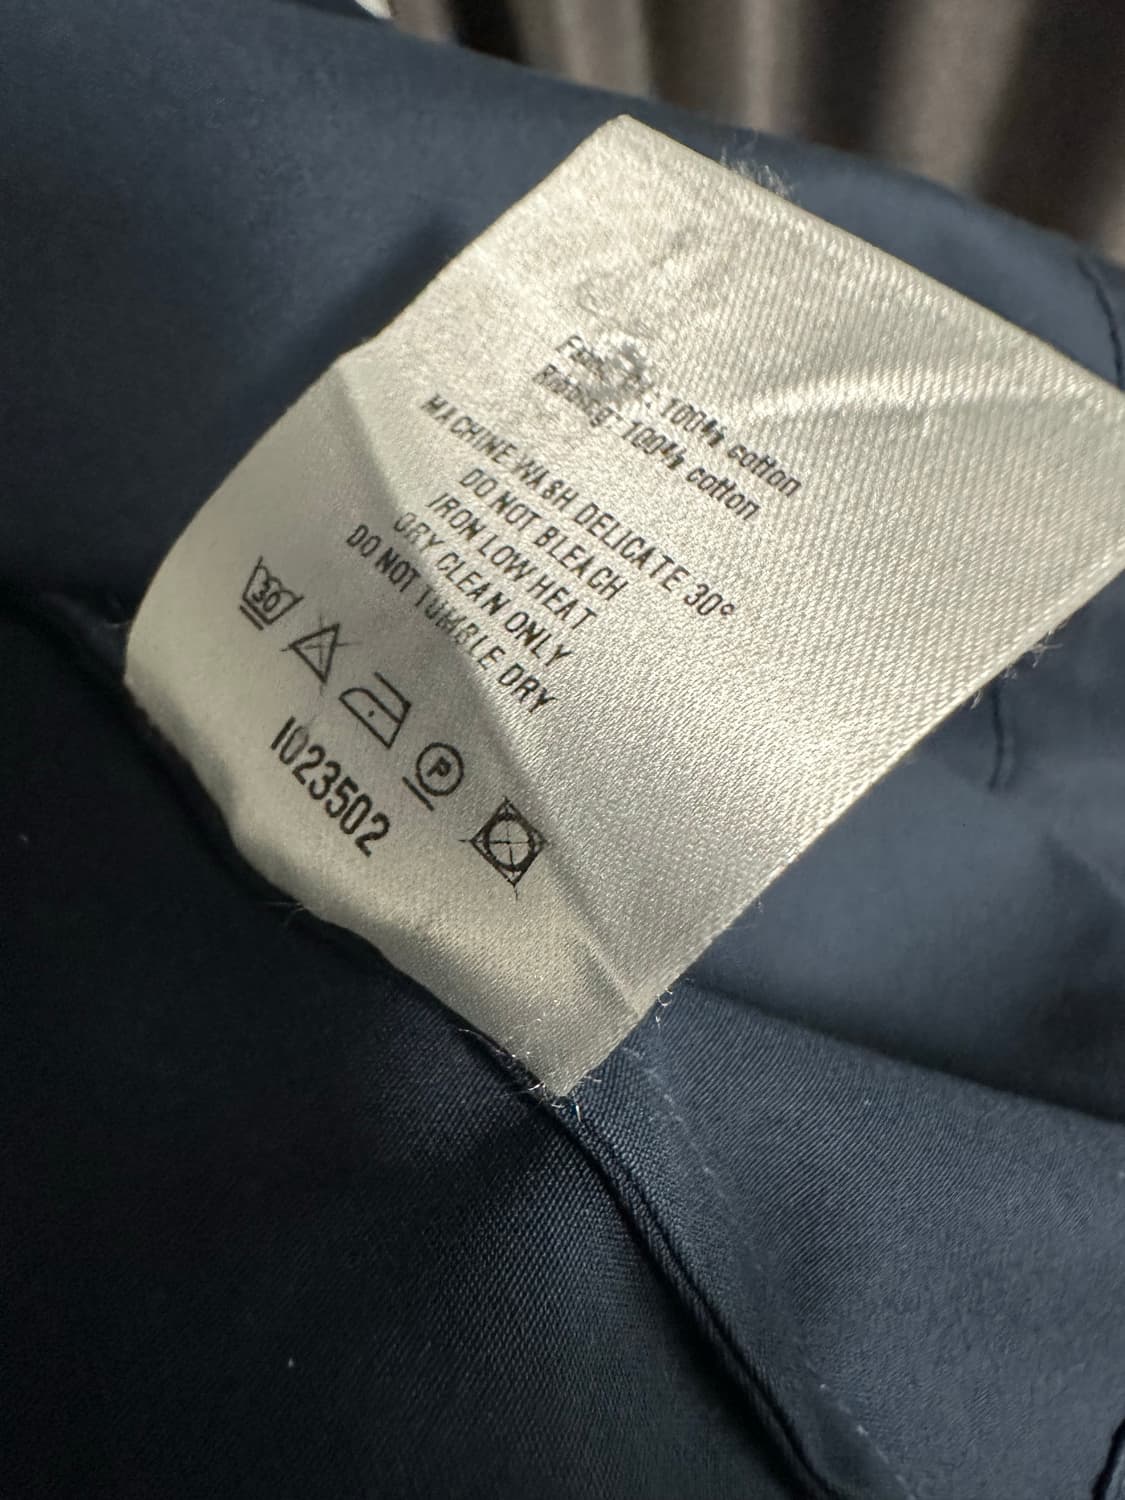 : 100% cotton
Ribbing: 100% cotton
MACHINE WASH DELICATE 30°
DO NOT BLEACH
IRON LOW HEAT
DRY CLEAN ONLY
DO NOT TUMBLE DRY
30
P
1023502